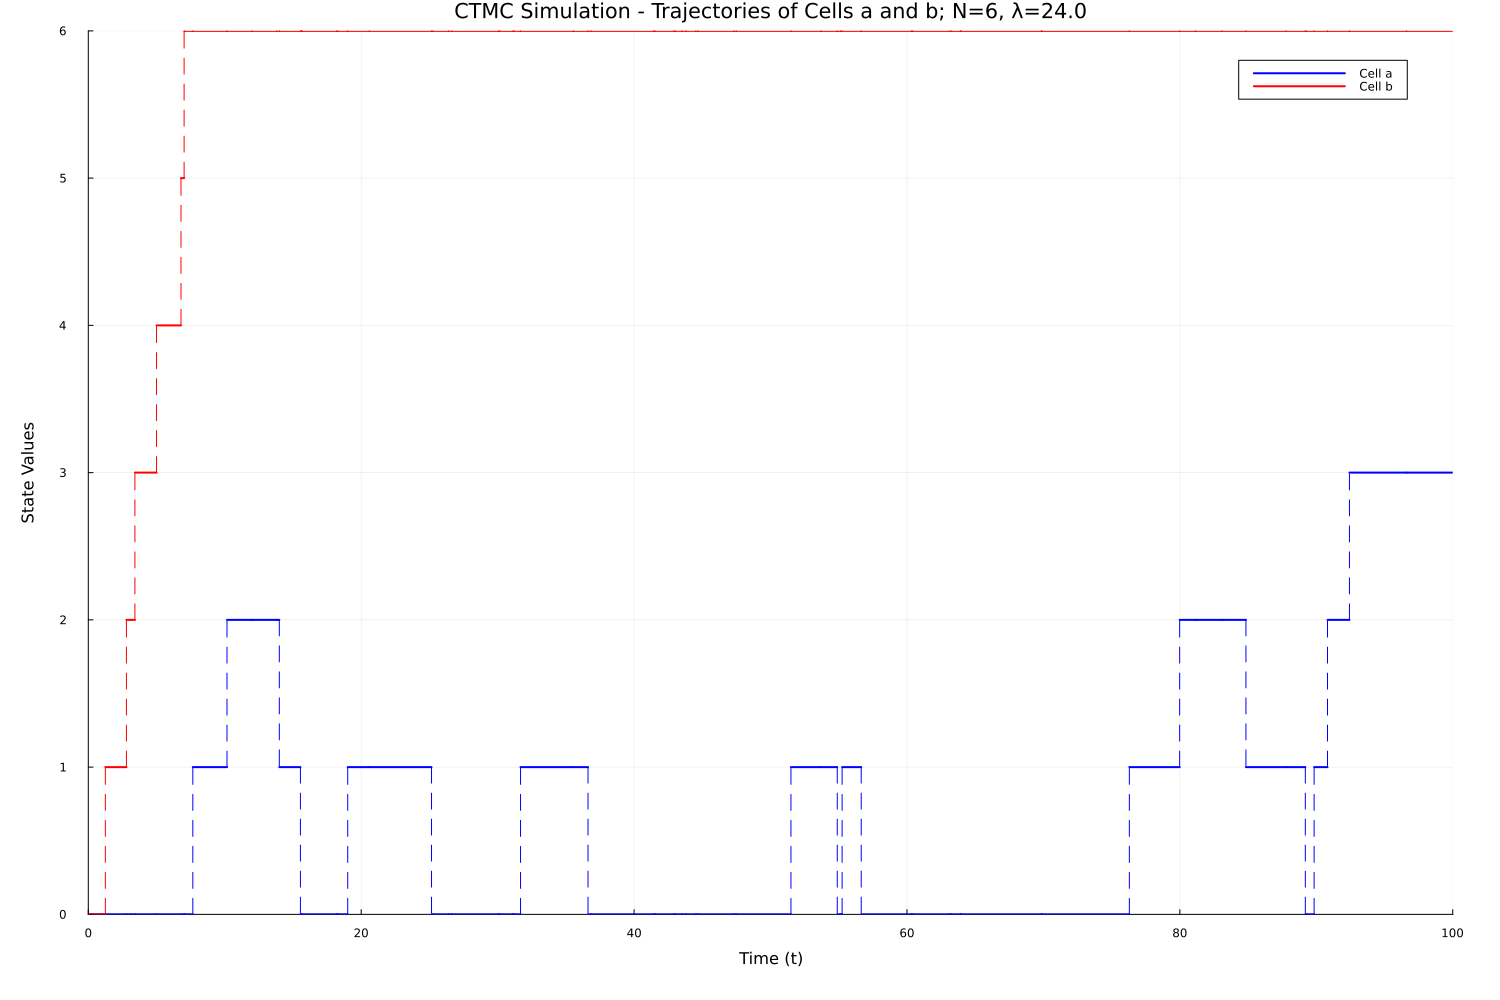 CTMC Simulation - Trajectories of Cells a and b; N=6, λ=24.0
6
5
4
3
2
1
0
State Values
Cell a
Cell b
0 20 40 60 80 100
Time (t)